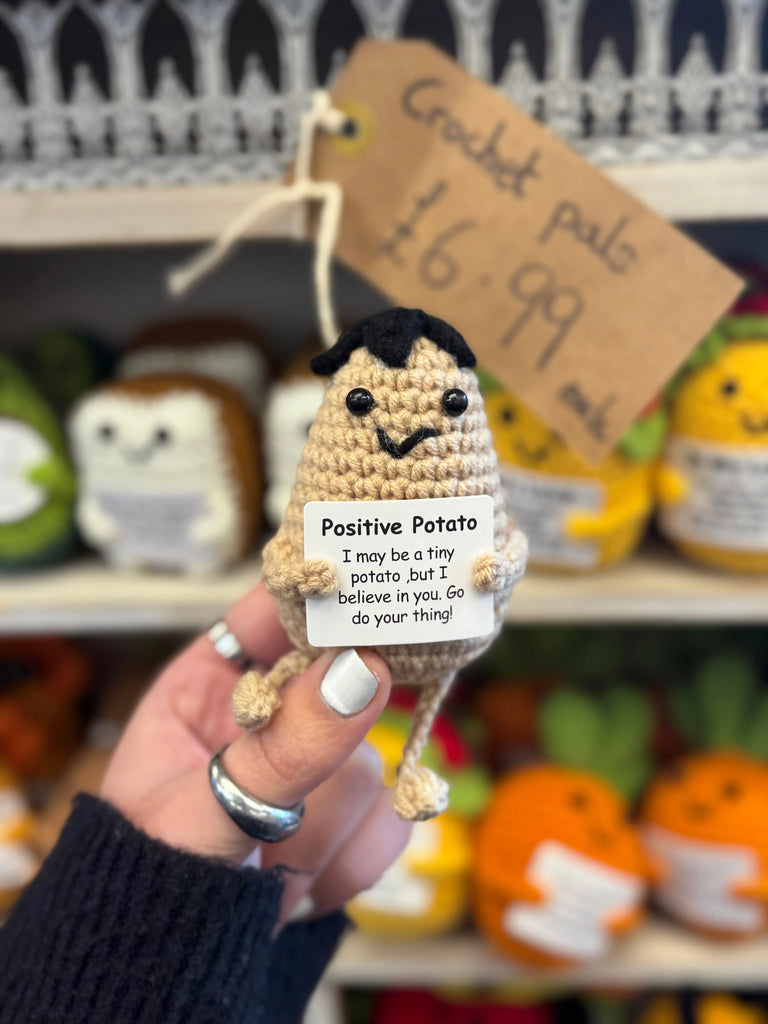 Crochet pals
£6.99
each
Positive Potato
I may be a tiny
potato ,but I
believe in you. Go
do your thing!